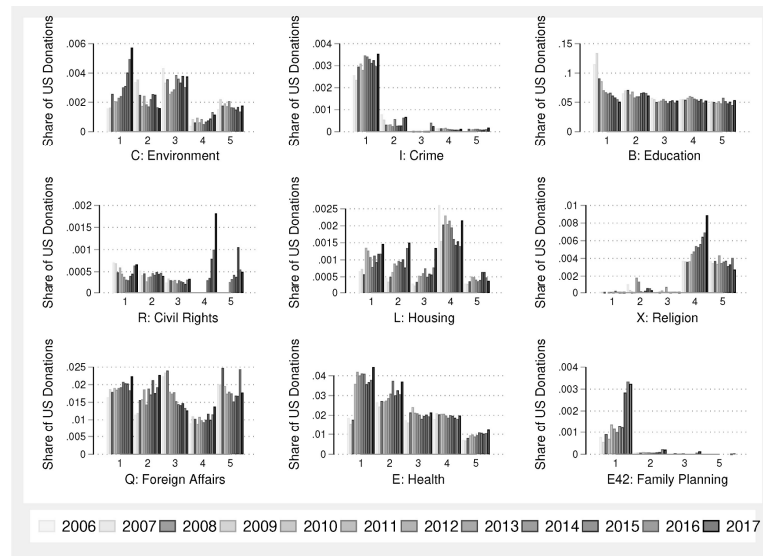 Share of US Donations
.006
.004
.002
0
1 2 3 4 5
C: Environment
Share of US Donations
.004
.003
.002
.001
0
1 2 3 4 5
I: Crime
Share of US Donations
.15
.1
.05
0
1 2 3 4 5
B: Education
Share of US Donations
.002
.0015
.001
.0005
0
1 2 3 4 5
R: Civil Rights
Share of US Donations
.0025
.002
.0015
.001
.0005
0
1 2 3 4 5
L: Housing
Share of US Donations
.01
.008
.006
.004
.002
0
1 2 3 4 5
X: Religion
Share of US Donations
.025
.02
.015
.01
.005
0
1 2 3 4 5
Q: Foreign Affairs
Share of US Donations
.04
.03
.02
.01
0
1 2 3 4 5
E: Health
Share of US Donations
.004
.003
.002
.001
0
1 2 3 4 5
E42: Family Planning
2006 2007 2008 2009 2010 2011 2012 2013 2014 2015 2016 2017